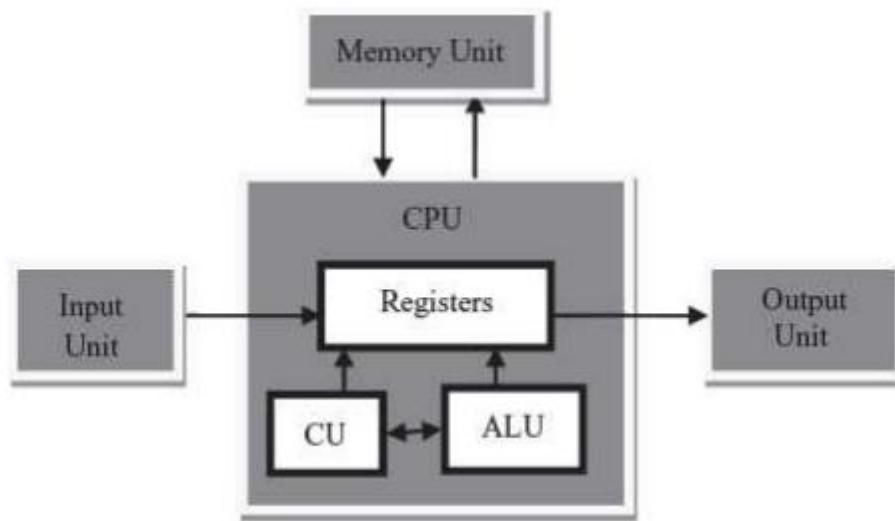 Memory Unit
CPU
Registers
Input
Unit
Output
Unit
CU
ALU